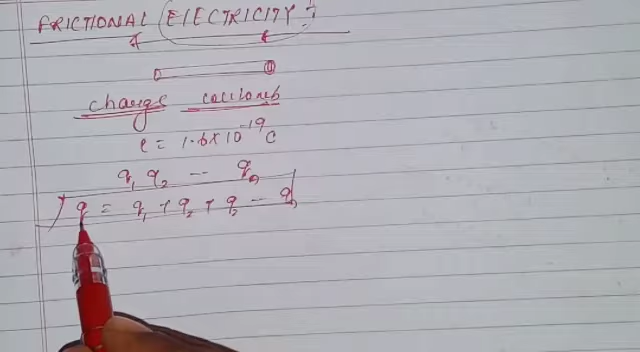 FRICTIONAL (ELECTRICITY :-
charge coulomb
e = 1.6 x 10^-19 C
q1 q2 -- qn
q = q1 + q2 + q3 -- qn